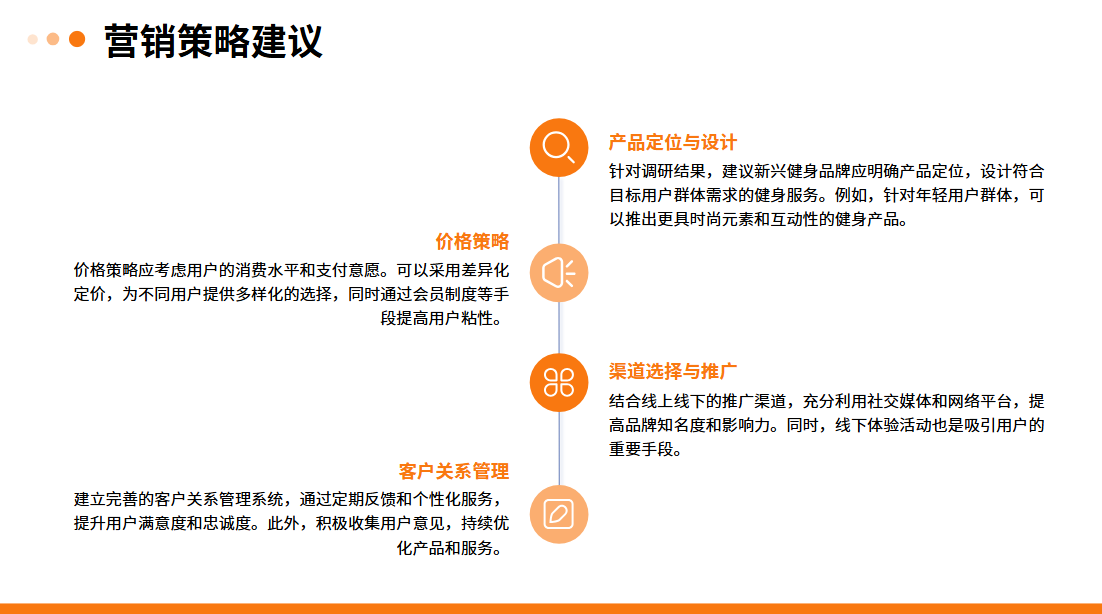 营销策略建议
产品定位与设计
针对调研结果，建议新兴健身品牌应明确产品定位，设计符合
目标用户群体需求的健身服务。例如，针对年轻用户群体，可
以推出更具时尚元素和互动性的健身产品。
价格策略
价格策略应考虑用户的消费水平和支付意愿。可以采用差异化
定价，为不同用户提供多样化的选择，同时通过会员制度等手
段提高用户粘性。
渠道选择与推广
结合线上线下的推广渠道，充分利用社交媒体和网络平台，提
高品牌知名度和影响力。同时，线下体验活动也是吸引用户的
重要手段。
客户关系管理
建立完善的客户关系管理系统，通过定期反馈和个性化服务，
提升用户满意度和忠诚度。此外，积极收集用户意见，持续优
化产品和服务。